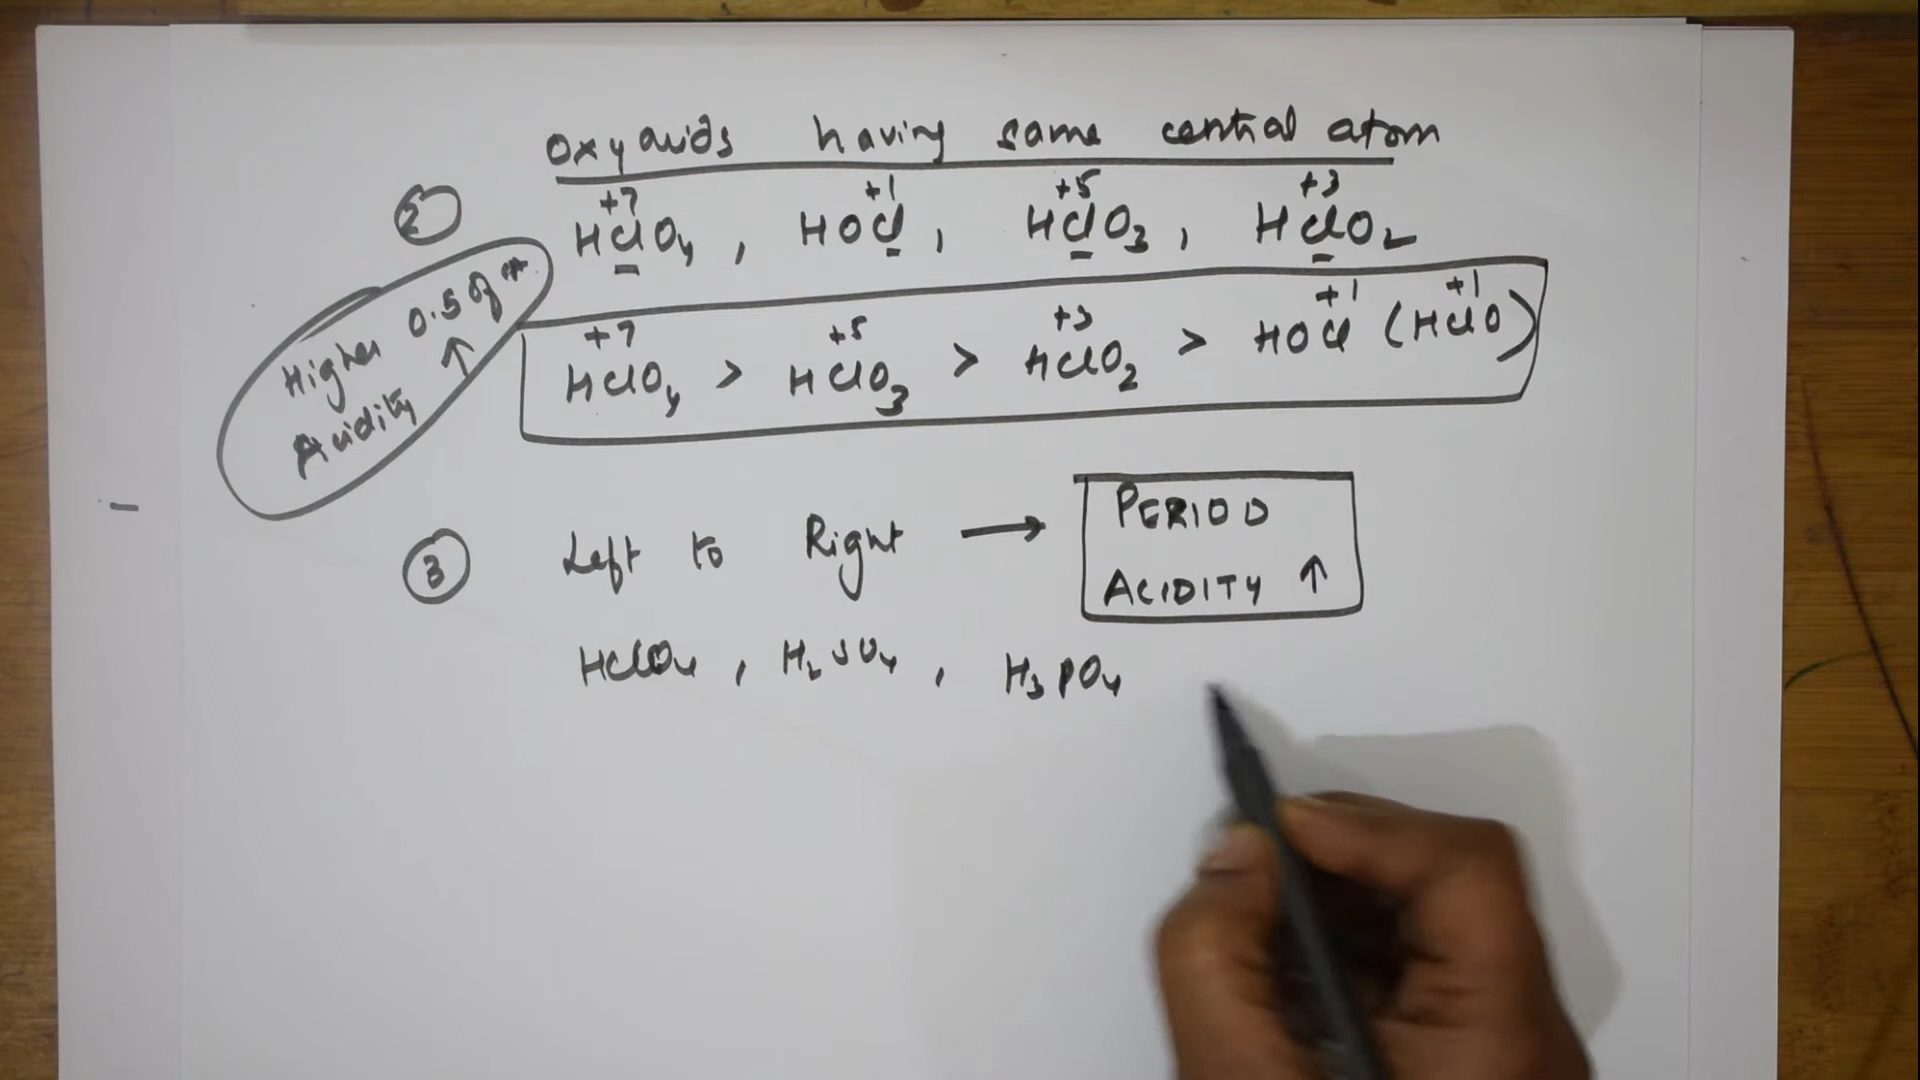 Oxyacids having same central atom
2
+7 +1 +5 +3
HClO4 , HOCl , HClO3 , HClO2
Higher 0.S of
Acidity ↑
+7 +5 +3 +1 +1
HClO4 > HClO3 > HClO2 > HOCl (HClO)
3 Left to Right → PERIOD
ACIDITY ↑
HClO4 , H2SO4 , H3PO4